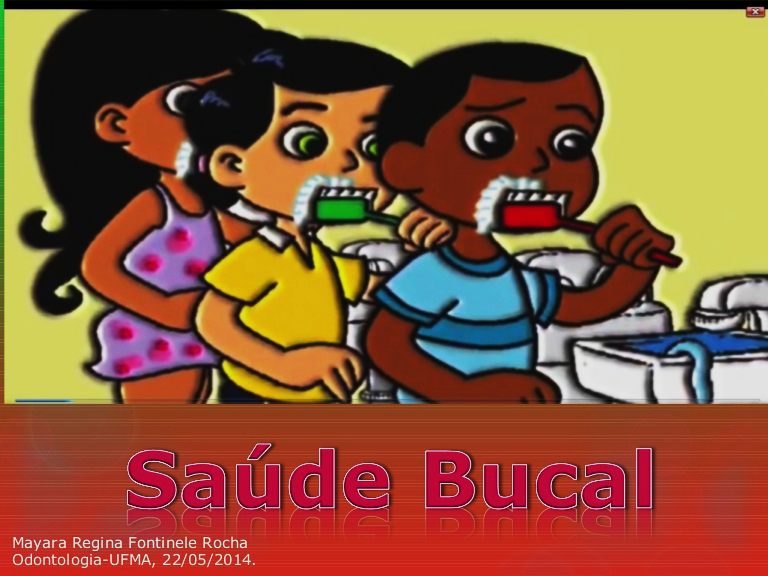 Saúde Bucal
Mayara Regina Fontinele Rocha
Odontologia-UFMA, 22/05/2014.